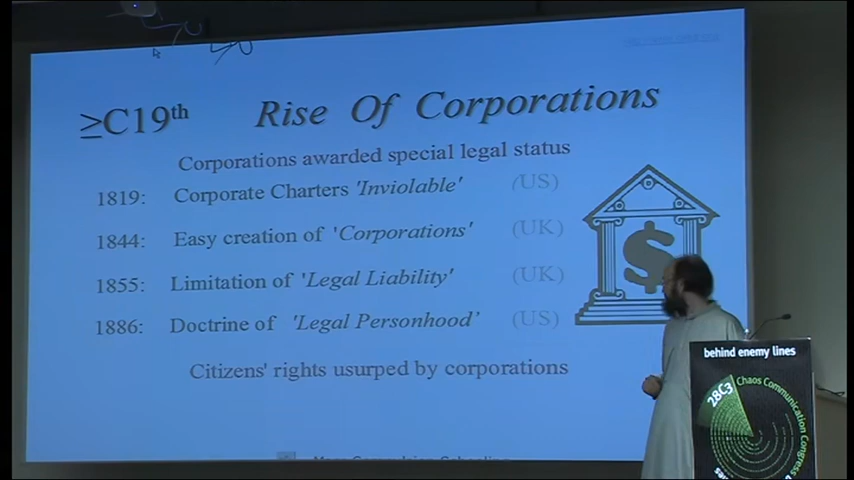 ≥C19th Rise Of Corporations
Corporations awarded special legal status
1819: Corporate Charters 'Inviolable' (US)
1844: Easy creation of 'Corporations' (UK)
1855: Limitation of 'Legal Liability' (UK)
1886: Doctrine of 'Legal Personhood' (US)
Citizens' rights usurped by corporations
$
behind enemy lines
28C3
Chaos Communication Congress